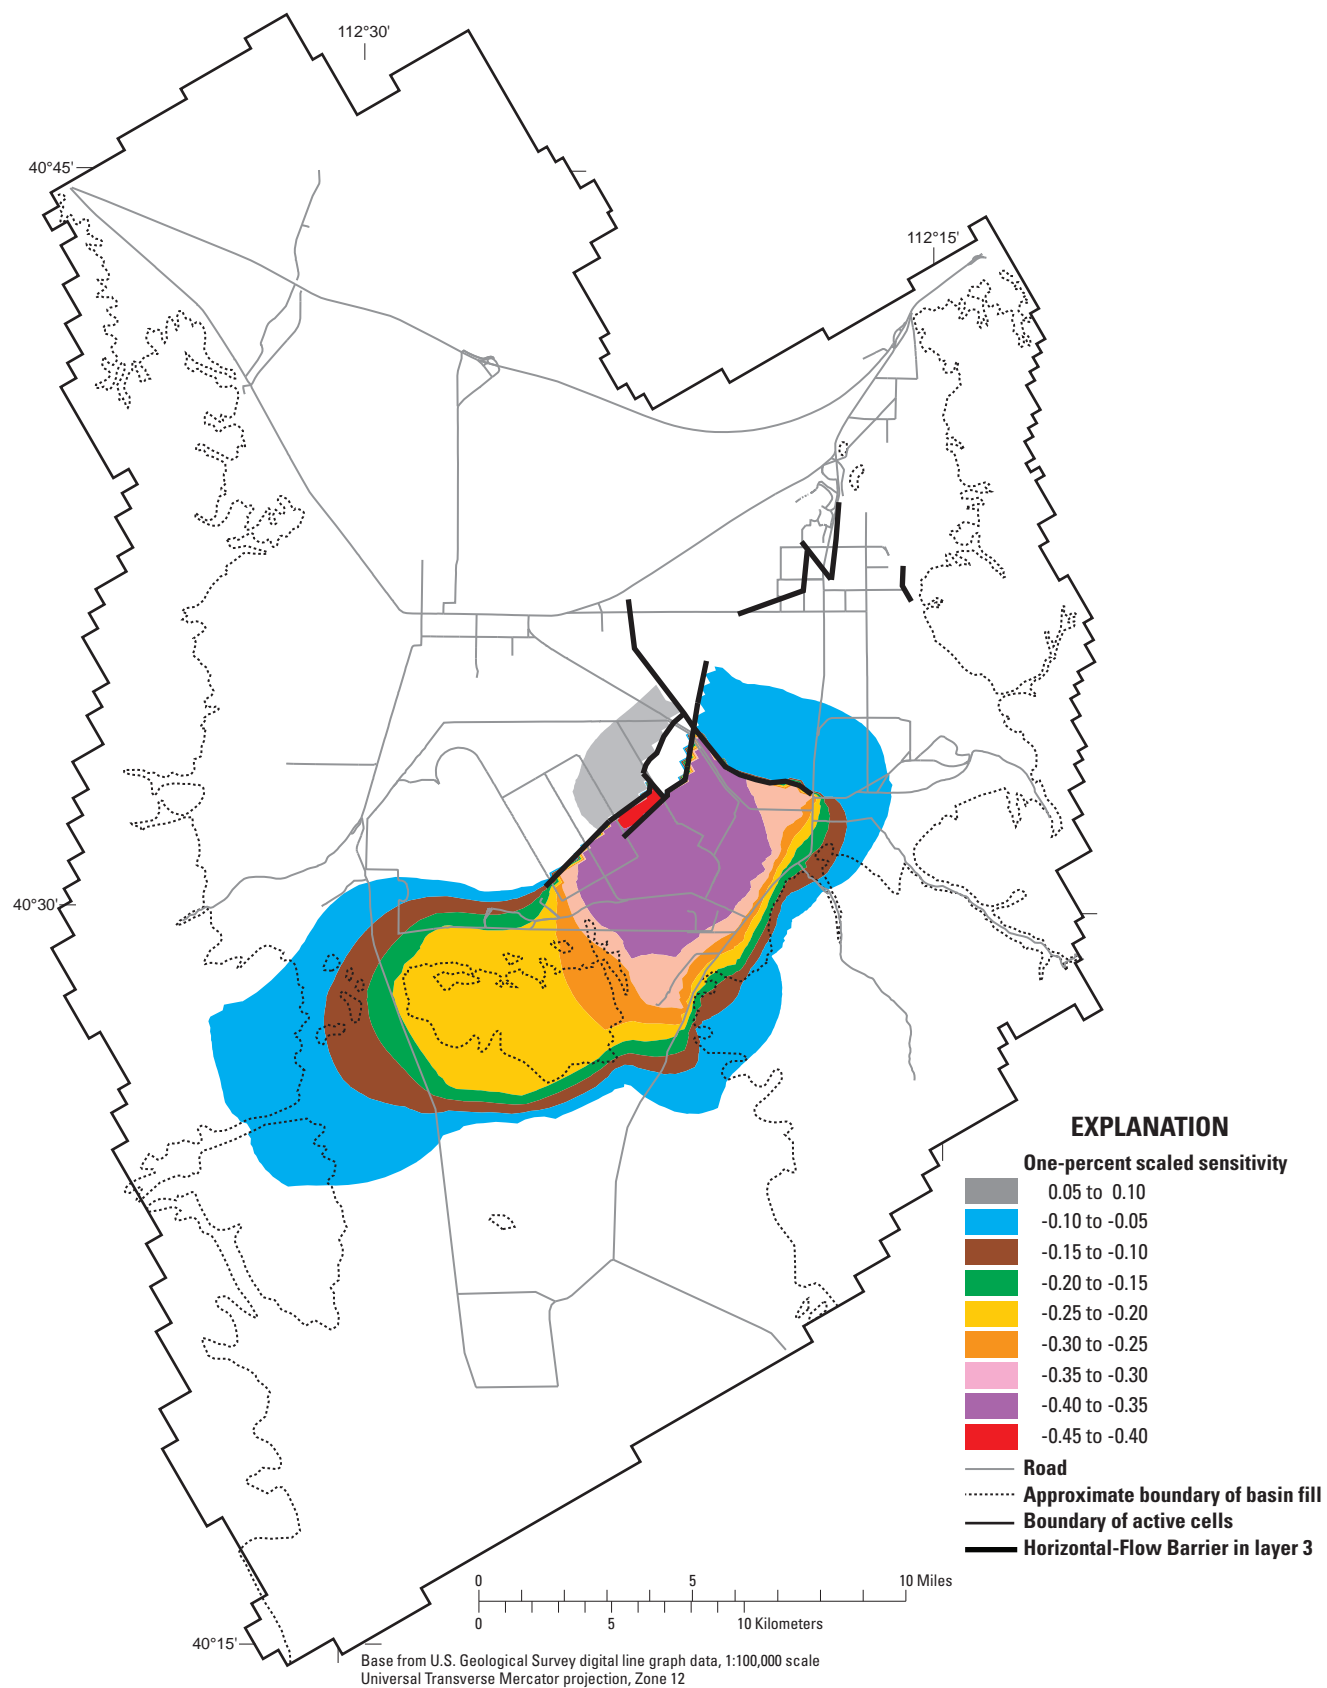 112°30'
40°45'
112°15'
40°30'
EXPLANATION
One-percent scaled sensitivity
0.05 to 0.10
-0.10 to -0.05
-0.15 to -0.10
-0.20 to -0.15
-0.25 to -0.20
-0.30 to -0.25
-0.35 to -0.30
-0.40 to -0.35
-0.45 to -0.40
Road
Approximate boundary of basin fill
Boundary of active cells
Horizontal-Flow Barrier in layer 3
0 5 10 Miles
0 5 10 Kilometers
40°15'
Base from U.S. Geological Survey digital line graph data, 1:100,000 scale
Universal Transverse Mercator projection, Zone 12